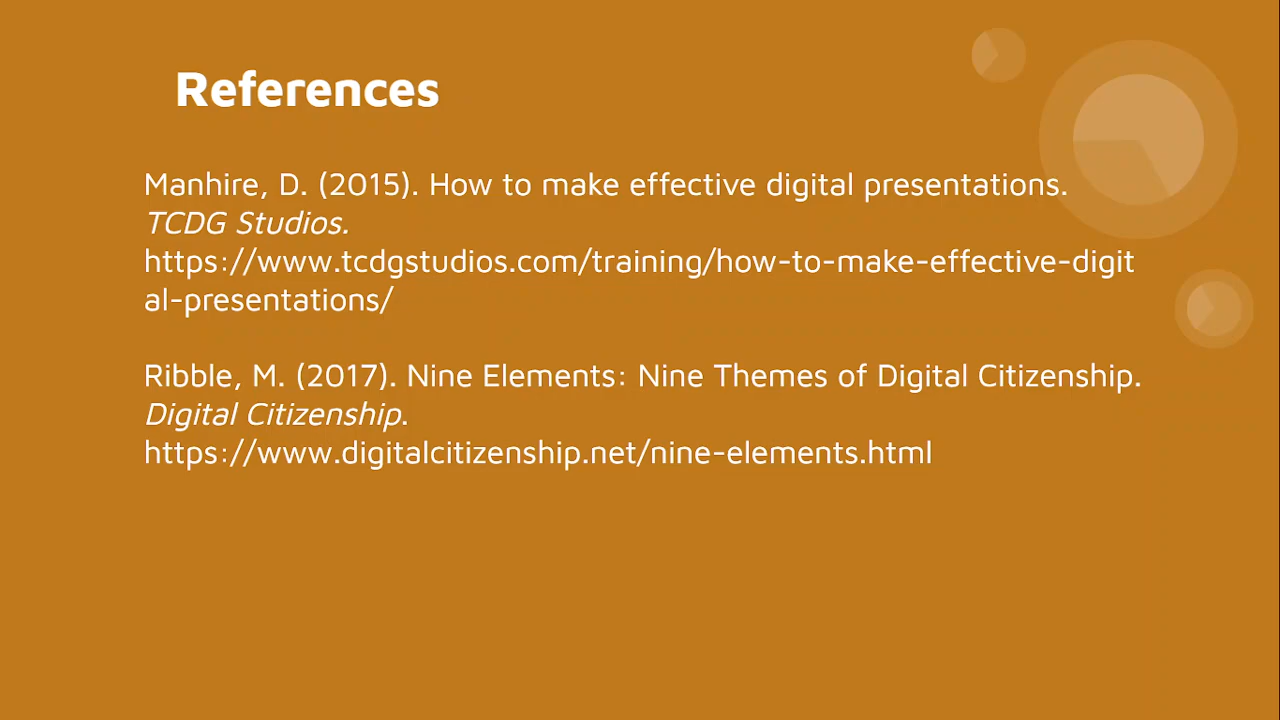 References
Manhire, D. (2015). How to make effective digital presentations.
TCDG Studios.
https://www.tcdgstudios.com/training/how-to-make-effective-digit
al-presentations/
Ribble, M. (2017). Nine Elements: Nine Themes of Digital Citizenship.
Digital Citizenship.
https://www.digitalcitizenship.net/nine-elements.html